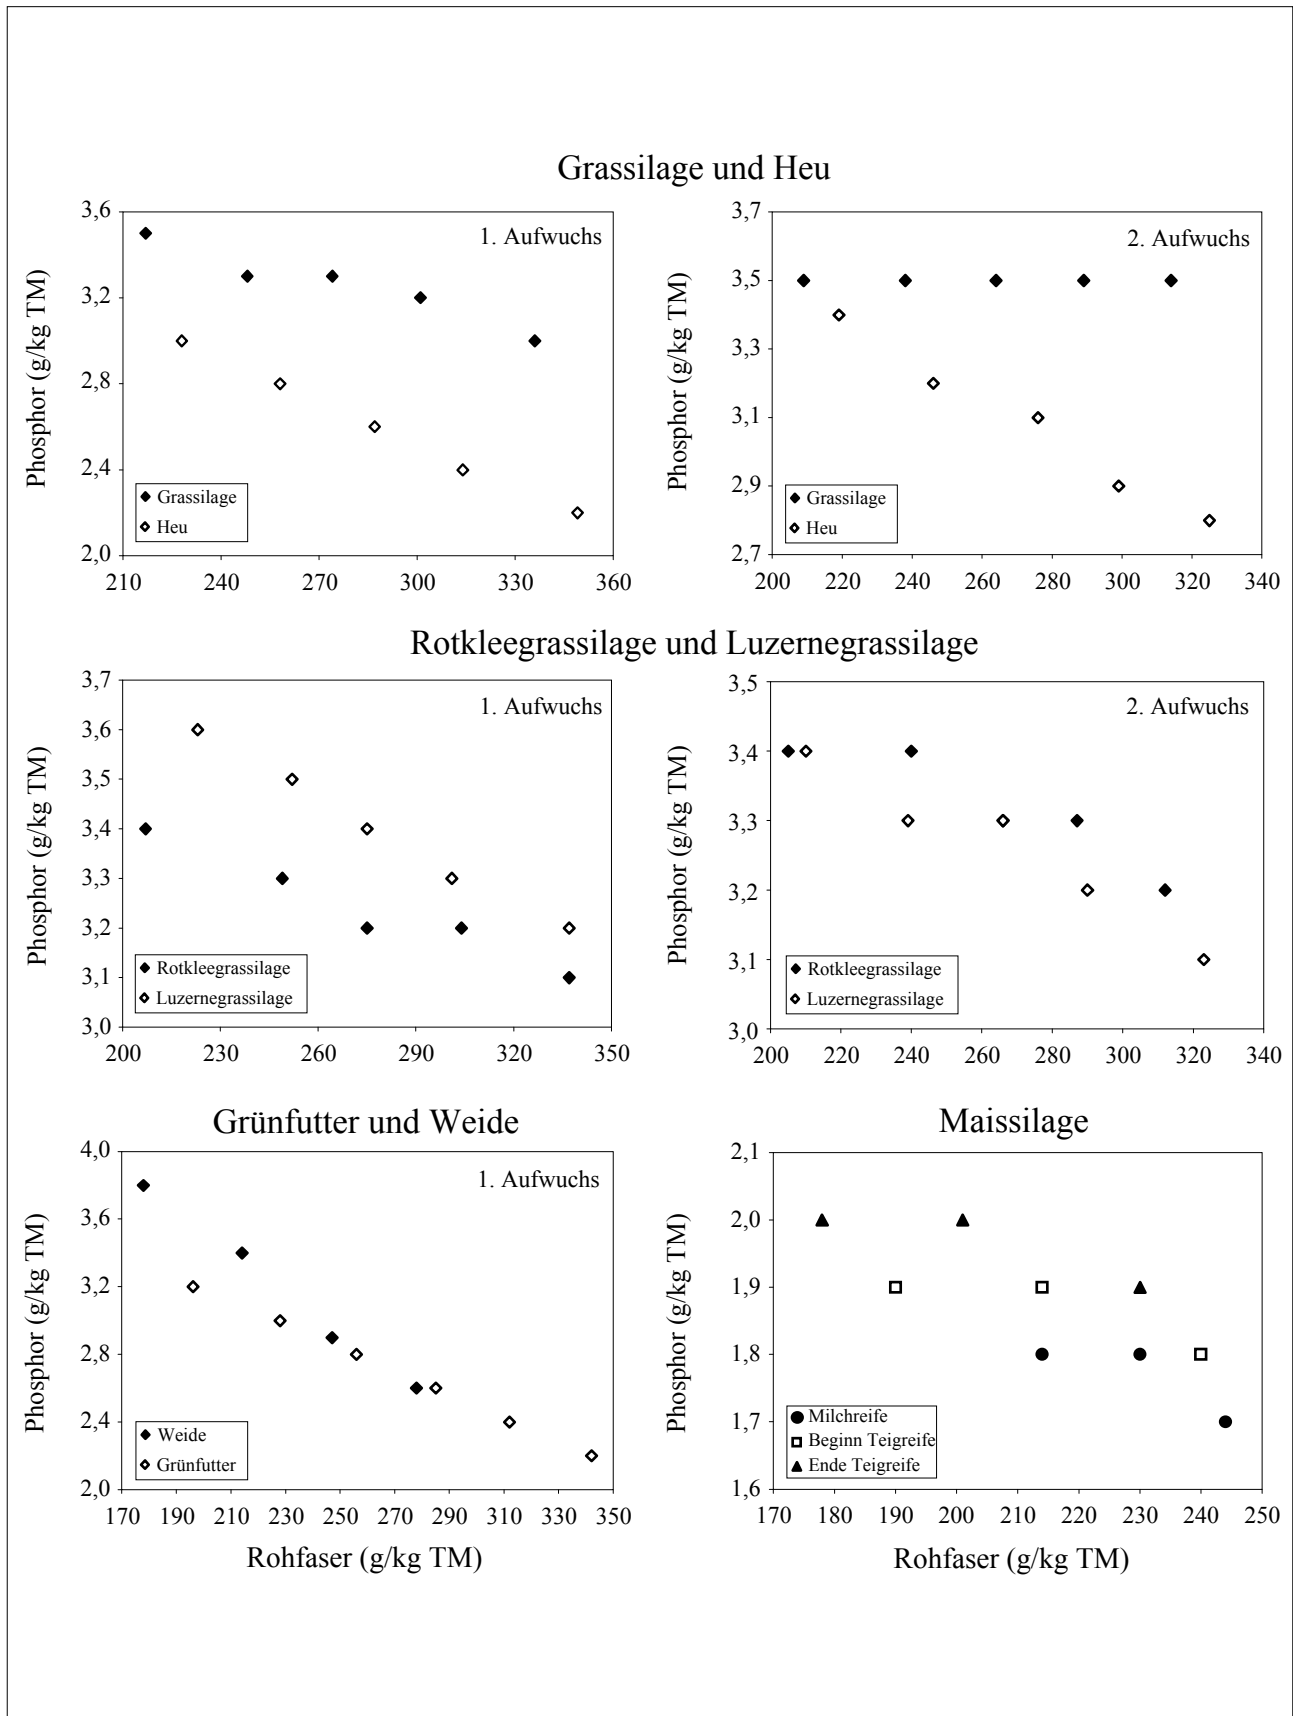 Grassilage und Heu
1. Aufwuchs
Phosphor (g/kg TM)
3,6
3,2
2,8
2,4
2,0
210 240 270 300 330 360
Grassilage
Heu
2. Aufwuchs
Phosphor (g/kg TM)
3,7
3,5
3,3
3,1
2,9
2,7
200 220 240 260 280 300 320 340
Grassilage
Heu
Rotkleegrassilage und Luzernegrassilage
1. Aufwuchs
Phosphor (g/kg TM)
3,7
3,6
3,5
3,4
3,3
3,2
3,1
3,0
200 230 260 290 320 350
Rotkleegrassilage
Luzernegrassilage
2. Aufwuchs
Phosphor (g/kg TM)
3,5
3,4
3,3
3,2
3,1
3,0
200 220 240 260 280 300 320 340
Rotkleegrassilage
Luzernegrassilage
Grünfutter und Weide
1. Aufwuchs
Phosphor (g/kg TM)
4,0
3,6
3,2
2,8
2,4
2,0
170 190 210 230 250 270 290 310 330 350
Weide
Grünfutter
Rohfaser (g/kg TM)
Maissilage
Phosphor (g/kg TM)
2,1
2,0
1,9
1,8
1,7
1,6
170 180 190 200 210 220 230 240 250
Milchreife
Beginn Teigreife
Ende Teigreife
Rohfaser (g/kg TM)